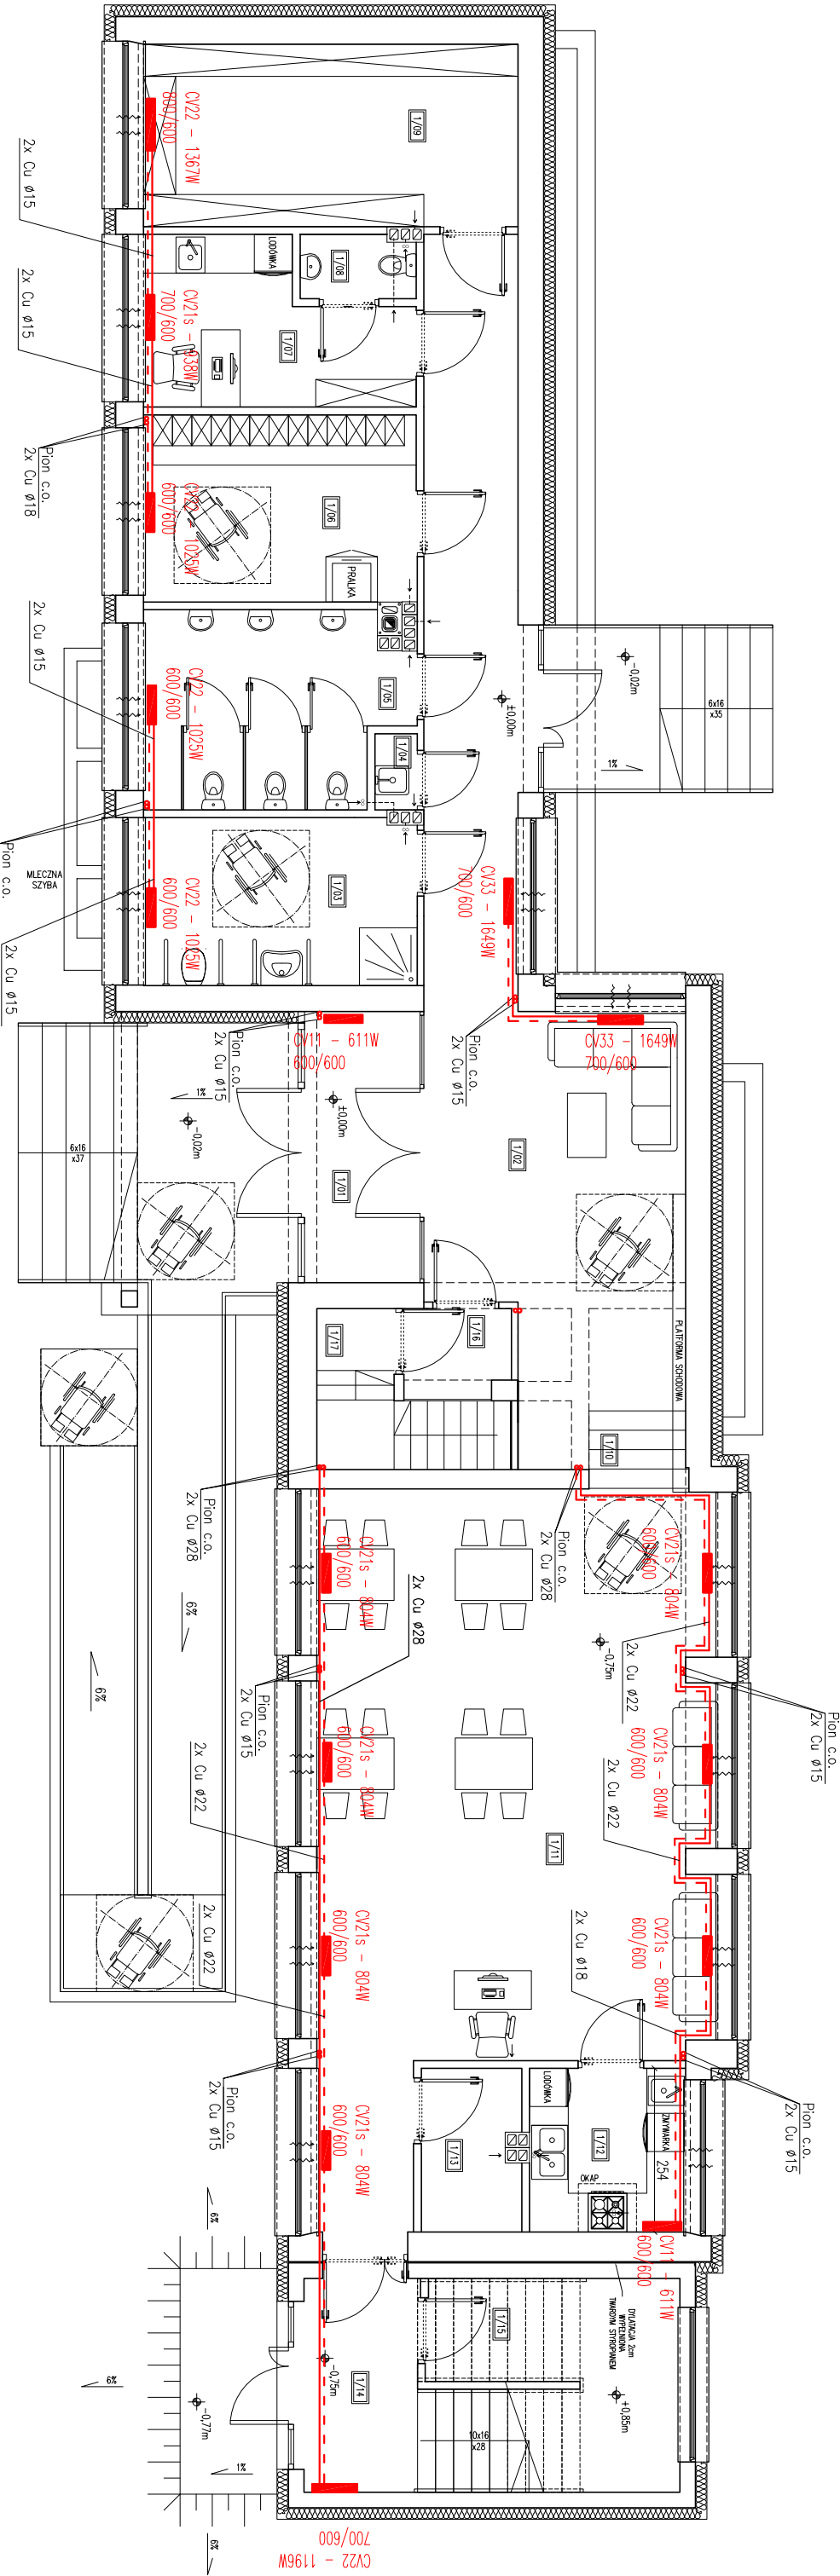 1/09
CV22 - 1367W
800/600
2x Cu Ø15
LODÓWKA
1/08
1/07
CV21s - 938W
700/600
2x Cu Ø15
Pion c.o.
2x Cu Ø18
1/06
CV22 - 1025W
600/600
PRALKA
2x Cu Ø15
1/05
CV22 - 1025W
600/600
1/04
±0,00m
-0,02m
6x16
x35
1%
MLECZNA
SZYBA
Pion c.o.
2x Cu Ø15
1/03
CV22 - 1025W
600/600
CV33 - 1649W
700/600
Pion c.o.
2x Cu Ø15
CV33 - 1649W
700/600
CV11 - 611W
600/600
Pion c.o.
2x Cu Ø15
1%
-0,02m
±0,00m
6x16
x37
1/01
1/02
PLATFORMA SCHODOWA
1/16
1/17
1/10
Pion c.o.
2x Cu Ø28
Pion c.o.
2x Cu Ø28
6%
6%
CV21s - 804W
600/600
2x Cu Ø28
CV21s - 804W
600/600
-0,75m
2x Cu Ø22
Pion c.o.
2x Cu Ø15
Pion c.o.
2x Cu Ø15
CV21s - 804W
600/600
CV21s - 804W
600/600
2x Cu Ø22
2x Cu Ø22
1/11
CV21s - 804W
600/600
CV21s - 804W
600/600
2x Cu Ø22
2x Cu Ø18
Pion c.o.
2x Cu Ø15
Pion c.o.
2x Cu Ø15
CV21s - 804W
600/600
LODÓWKA
ZMYWARKA
254
1/12
1/13
OKAP
CV11 - 611W
600/600
DYLATACJA 2cm
WYPEŁNIONA
TWARDYM STYROPIANEM
1/15
1/14
-0,75m
+0,85m
-0,77m
10x16
x28
6%
6%
1%
6%
CV22 - 1196W
700/600